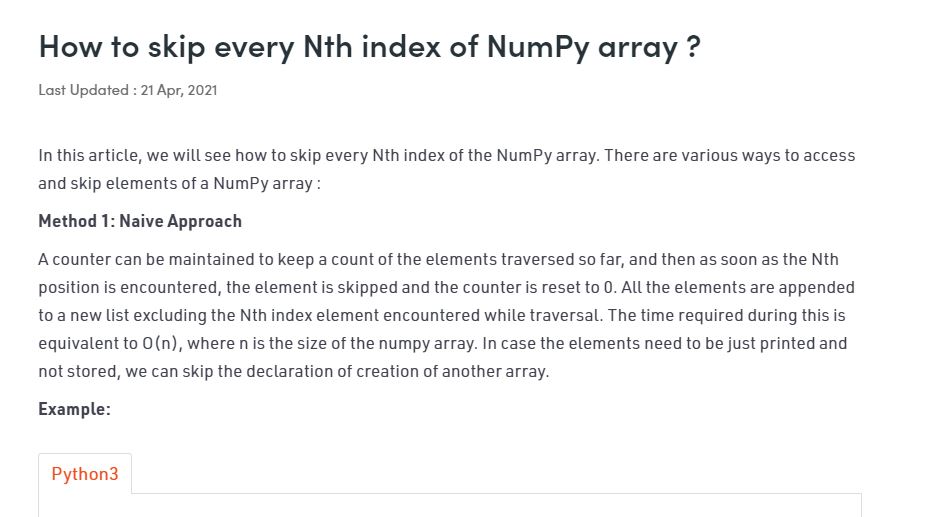 How to skip every Nth index of NumPy array ?
Last Updated : 21 Apr, 2021
In this article, we will see how to skip every Nth index of the NumPy array. There are various ways to access
and skip elements of a NumPy array :
Method 1: Naive Approach
A counter can be maintained to keep a count of the elements traversed so far, and then as soon as the Nth
position is encountered, the element is skipped and the counter is reset to 0. All the elements are appended
to a new list excluding the Nth index element encountered while traversal. The time required during this is
equivalent to O(n), where n is the size of the numpy array. In case the elements need to be just printed and
not stored, we can skip the declaration of creation of another array.
Example:
Python3